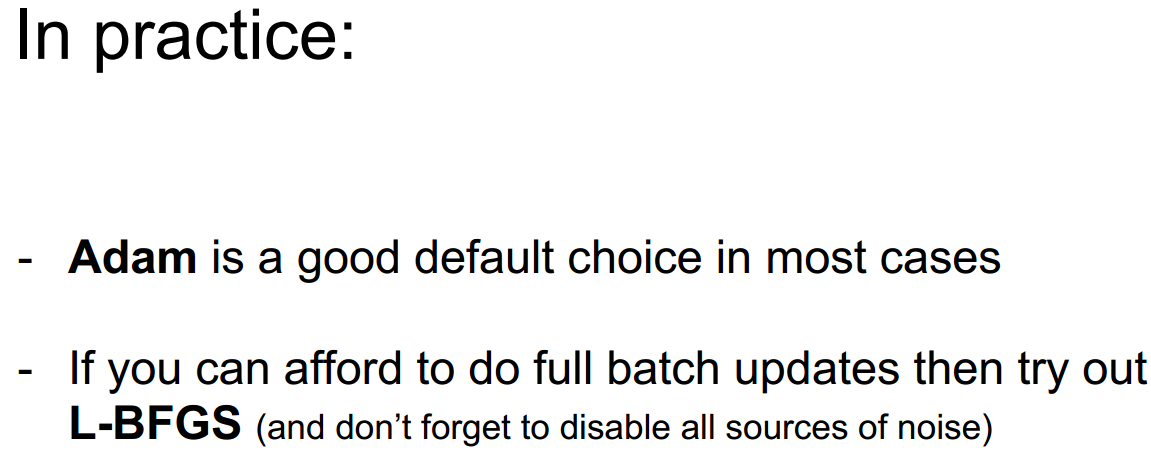 In practice:
- Adam is a good default choice in most cases
- If you can afford to do full batch updates then try out
L-BFGS (and don’t forget to disable all sources of noise)